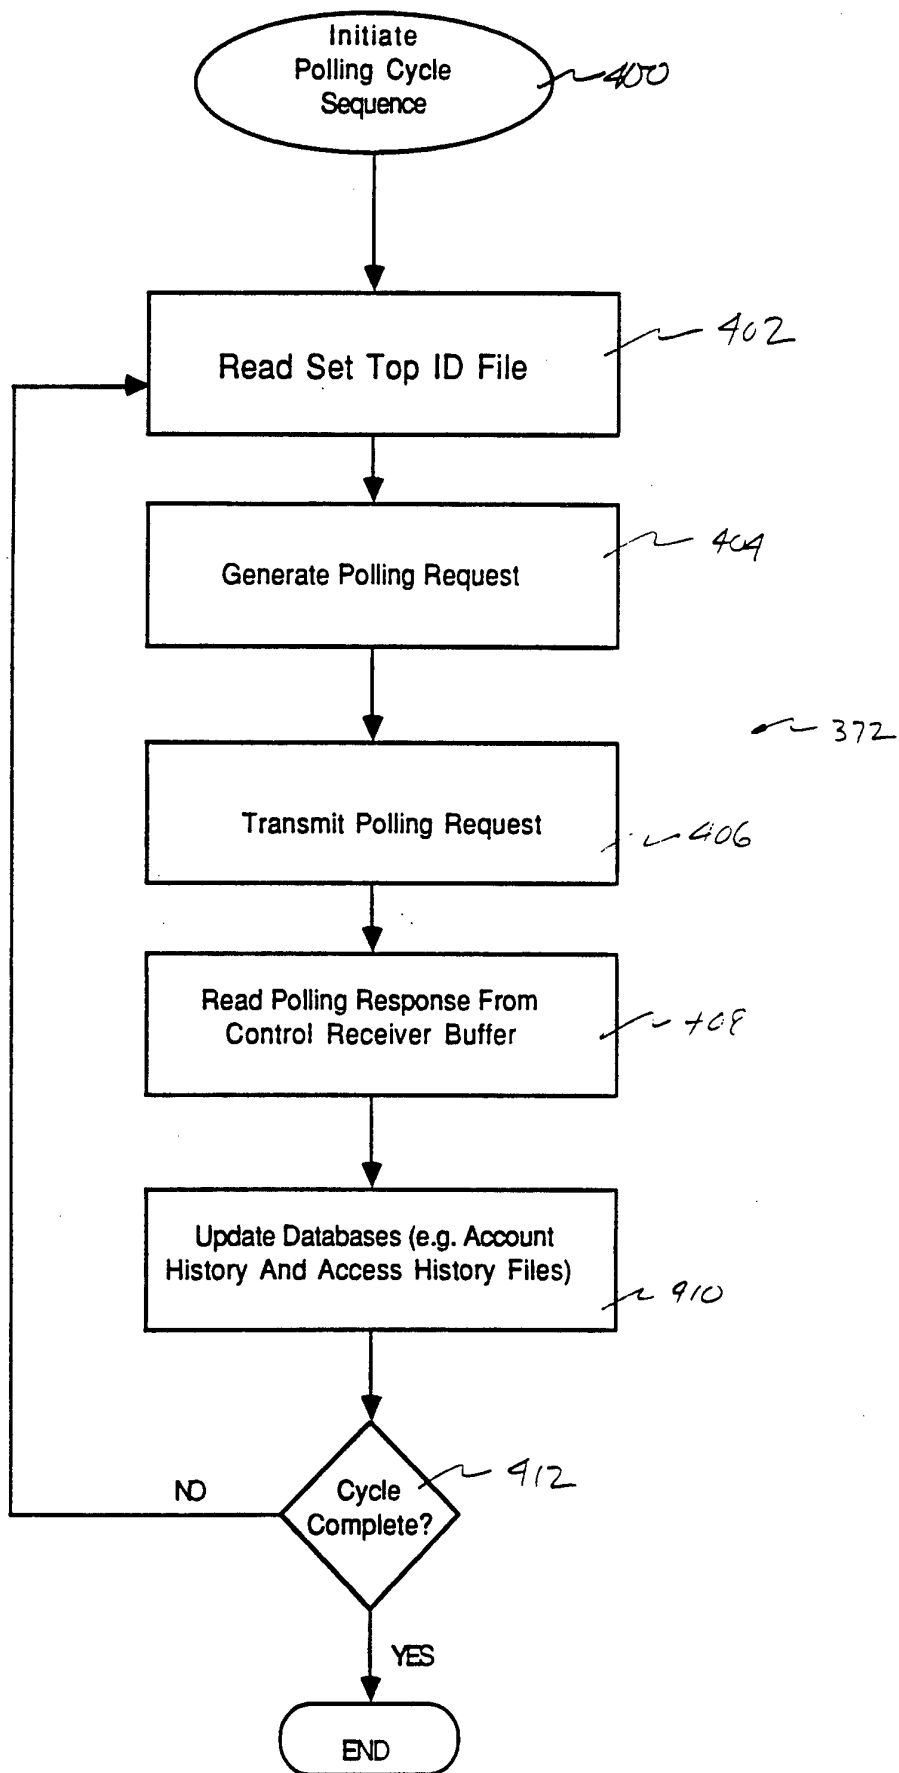 Initiate
Polling Cycle
Sequence
400
Read Set Top ID File
402
Generate Polling Request
404
372
Transmit Polling Request
406
Read Polling Response From
Control Receiver Buffer
408
Update Databases (e.g. Account
History And Access History Files)
910
Cycle
Complete?
912
NO
YES
END